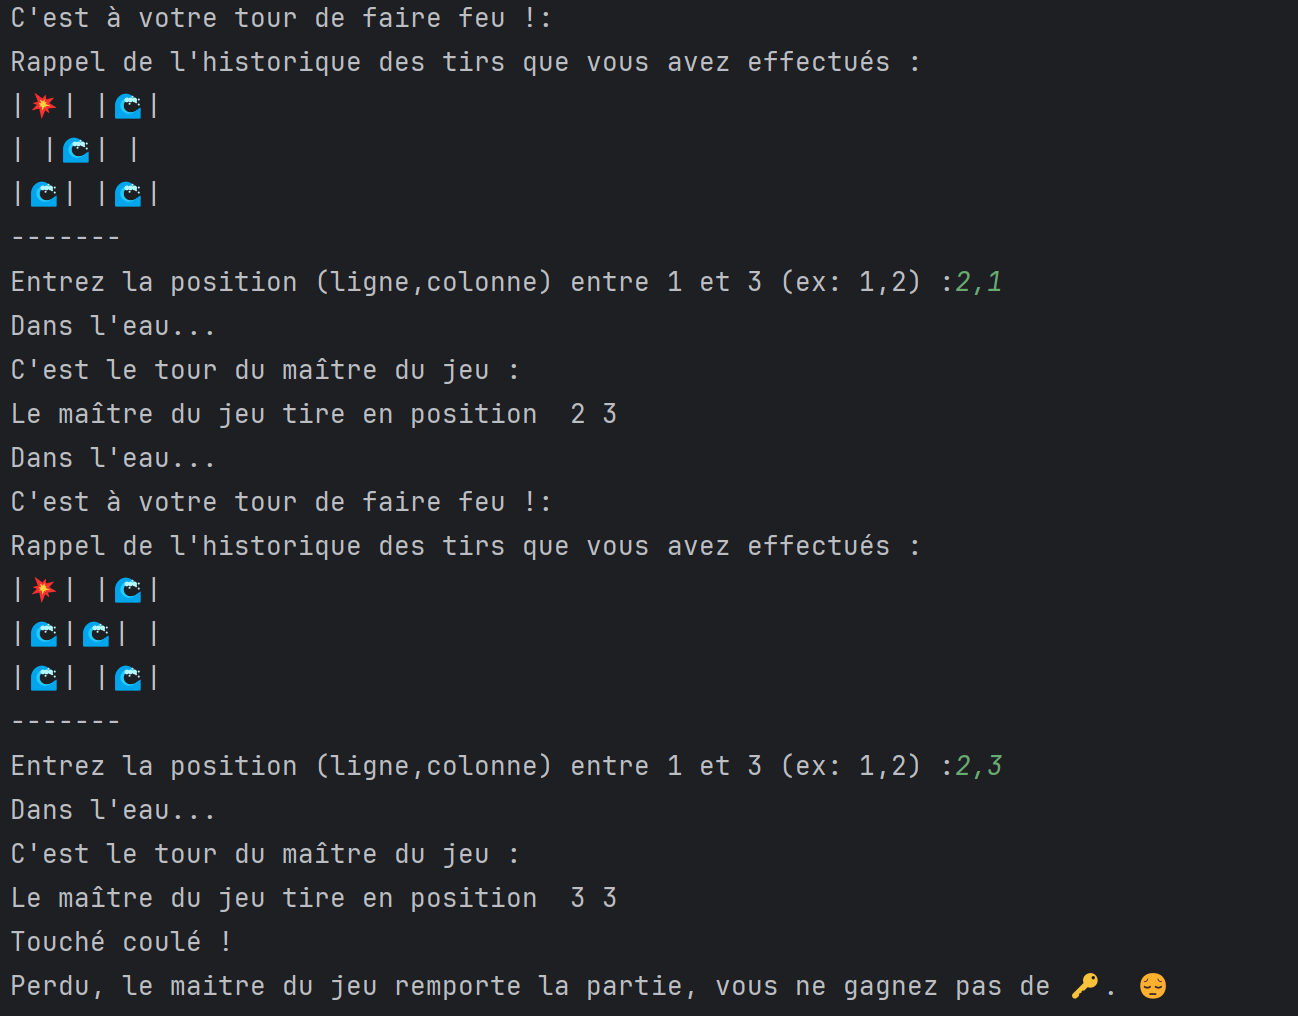 C'est à votre tour de faire feu !:
Rappel de l'historique des tirs que vous avez effectués :
|💥| |🌊|
| |🌊| |
|🌊| |🌊|
-------
Entrez la position (ligne,colonne) entre 1 et 3 (ex: 1,2) :2,1
Dans l'eau...
C'est le tour du maître du jeu :
Le maître du jeu tire en position  2 3
Dans l'eau...
C'est à votre tour de faire feu !:
Rappel de l'historique des tirs que vous avez effectués :
|💥| |🌊|
|🌊|🌊| |
|🌊| |🌊|
-------
Entrez la position (ligne,colonne) entre 1 et 3 (ex: 1,2) :2,3
Dans l'eau...
C'est le tour du maître du jeu :
Le maître du jeu tire en position  3 3
Touché coulé !
Perdu, le maitre du jeu remporte la partie, vous ne gagnez pas de 🔑. 😔